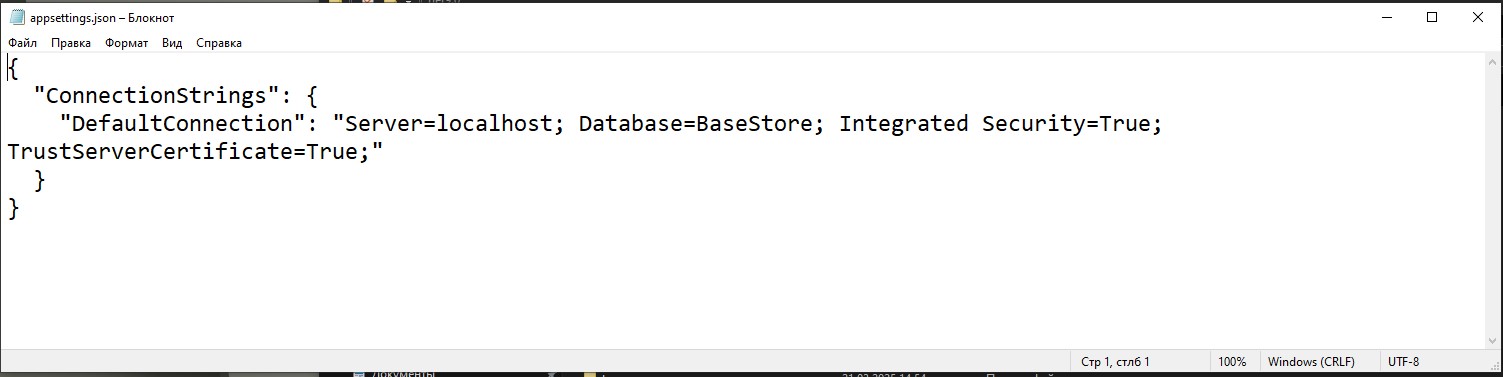 appsettings.json – Блокнот
Файл Правка Формат Вид Справка
{
  "ConnectionStrings": {
    "DefaultConnection": "Server=localhost; Database=BaseStore; Integrated Security=True;
TrustServerCertificate=True;"
  }
}
Стр 1, стлб 1 100% Windows (CRLF) UTF-8
Документы